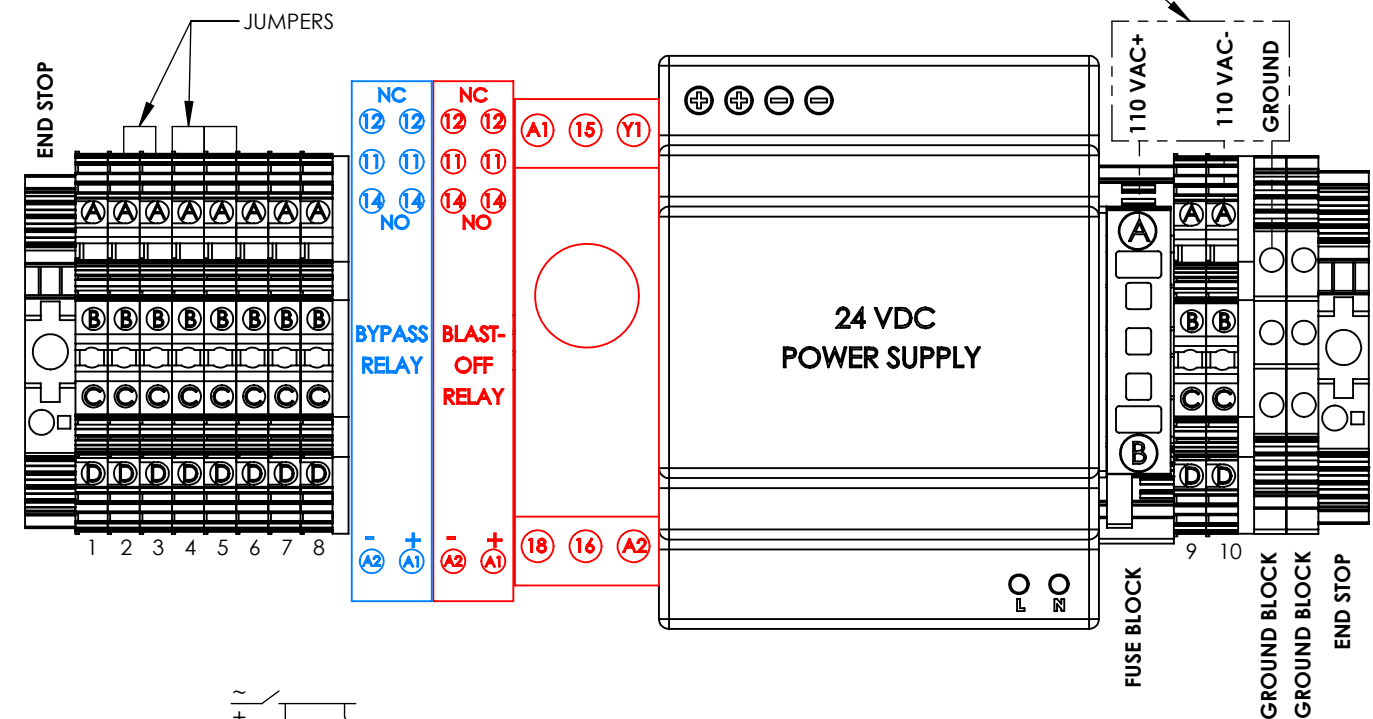 JUMPERS
END STOP
110 VAC+
110 VAC-
GROUND
NC
12 12
11 11
14 14
NO
BYPASS
RELAY
- +
A2 A1
NC
12 12
11 11
14 14
NO
BLAST-
OFF
RELAY
- +
A2 A1
A1 15 Y1
18 16 A2
24 VDC
POWER SUPPLY
L N
A A A A A A A A
B B B B B B B B
C C C C C C C C
D D D D D D D D
1 2 3 4 5 6 7 8
A
B
A A
B B
C C
D D
9 10
FUSE BLOCK
GROUND BLOCK
GROUND BLOCK
END STOP
~
+